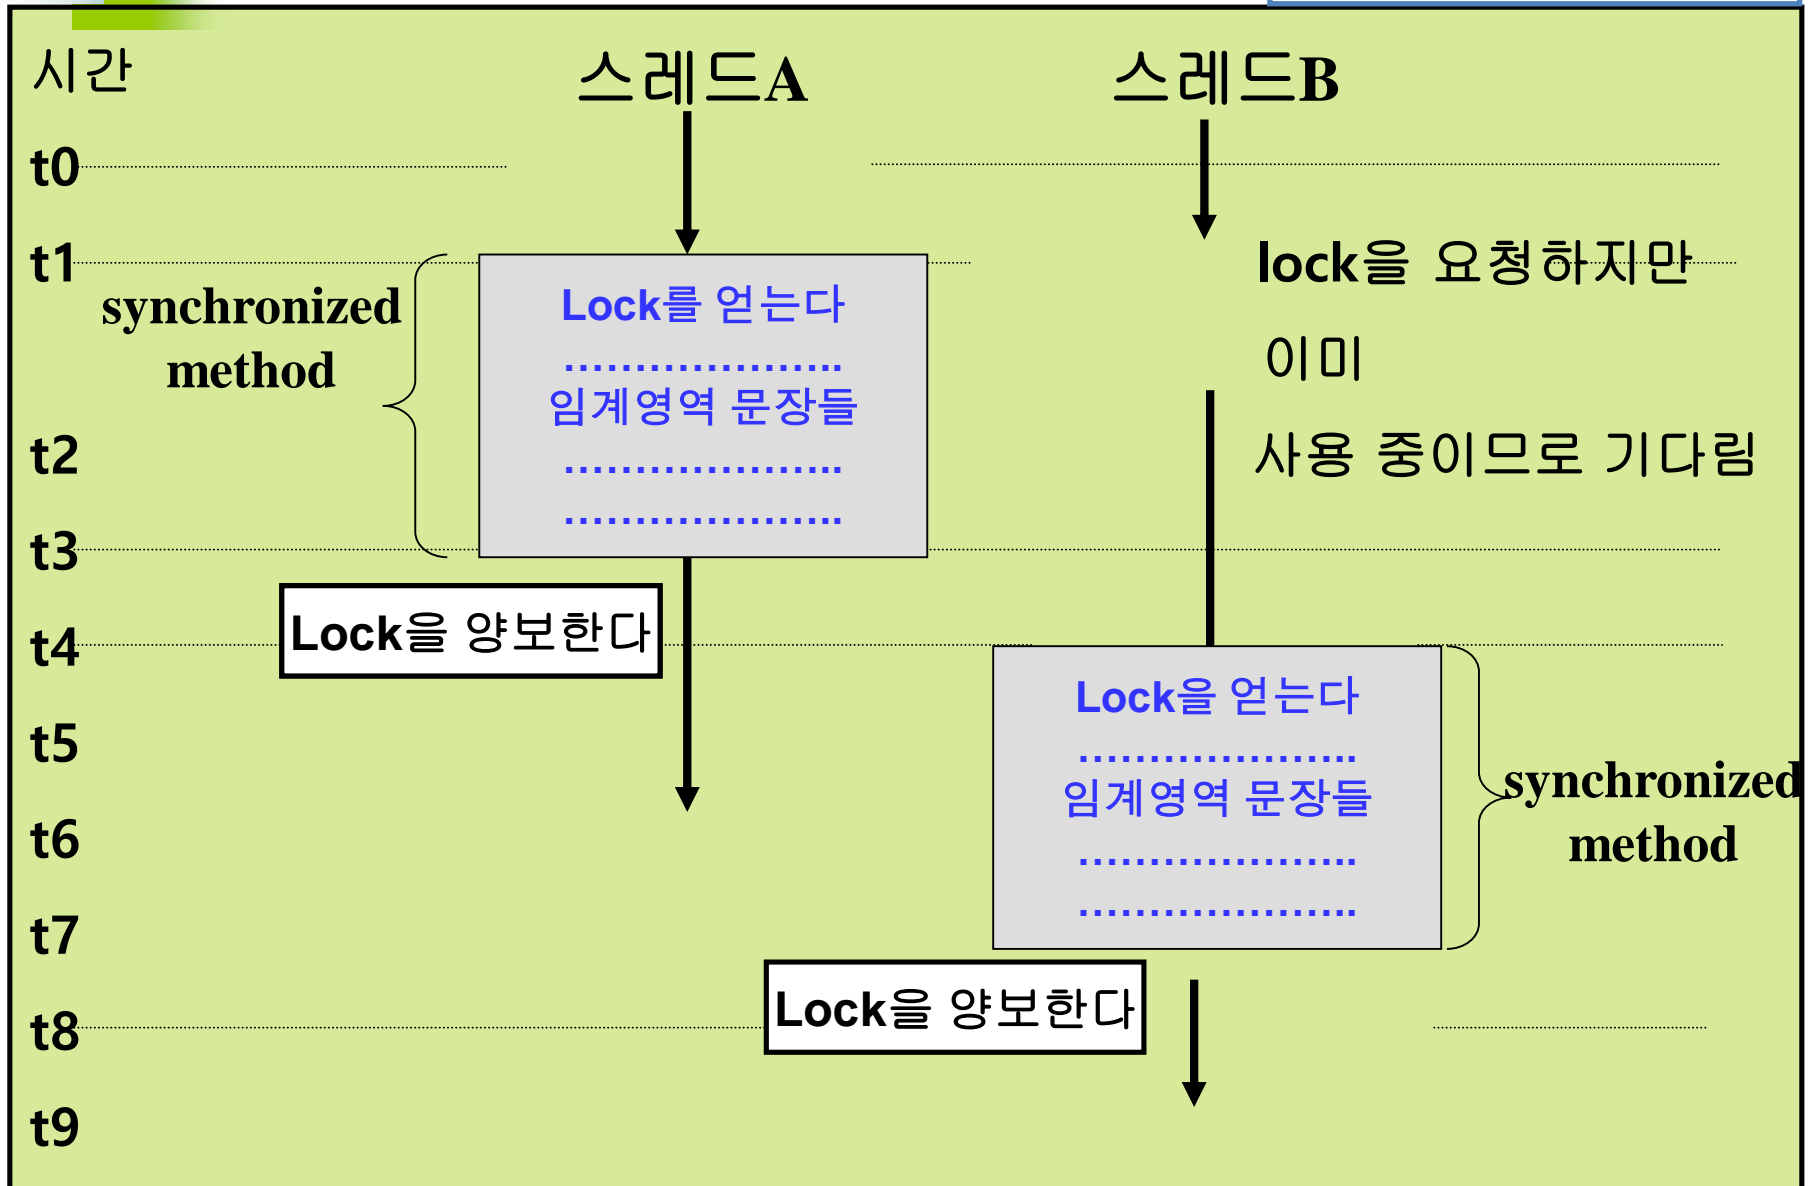 시간
스레드A
스레드B
t0
t1
lock을 요청하지만
synchronized
method
Lock를 얻는다
......................
이미
임계영역 문장들
t2
사용 중이므로 기다림
......................
......................
t3
Lock을 양보한다
t4
Lock을 얻는다
t5
......................
임계영역 문장들
synchronized
method
t6
......................
......................
t7
Lock을 양보한다
t8
t9